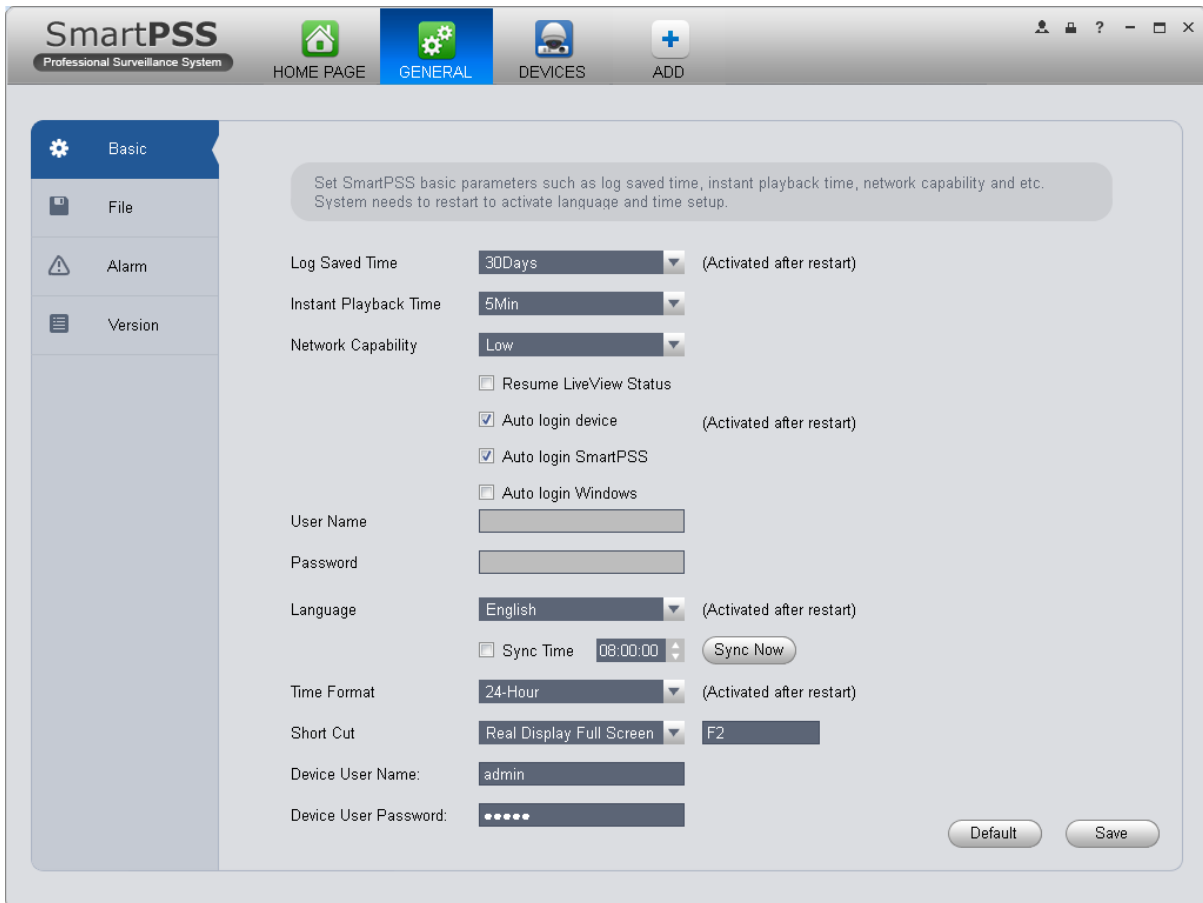 SmartPSS
Professional Surveillance System
HOME PAGE
GENERAL
DEVICES
ADD
?
Basic
File
Alarm
Version
Set SmartPSS basic parameters such as log saved time, instant playback time, network capability and etc.
System needs to restart to activate language and time setup.
Log Saved Time 30Days (Activated after restart)
Instant Playback Time 5Min
Network Capability Low
Resume LiveView Status
Auto login device (Activated after restart)
Auto login SmartPSS
Auto login Windows
User Name
Password
Language English (Activated after restart)
Sync Time 08:00:00 Sync Now
Time Format 24-Hour (Activated after restart)
Short Cut Real Display Full Screen F2
Device User Name: admin
Device User Password: •••••
Default Save